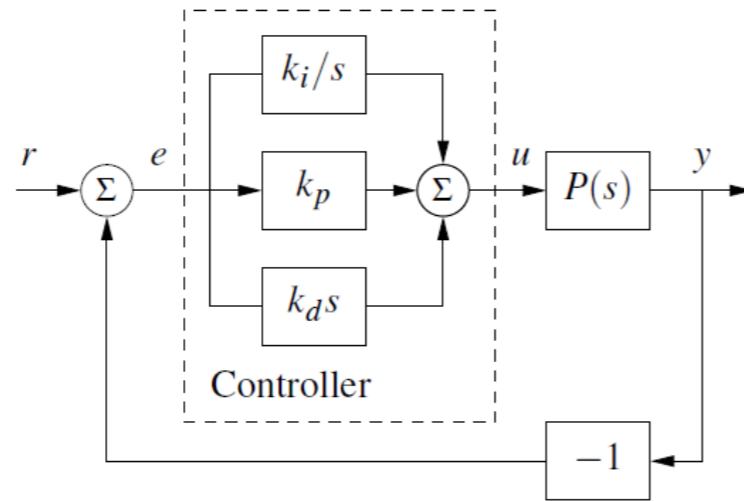 k_i/s
r e u y
Σ k_p Σ P(s)
k_d s
Controller
−1